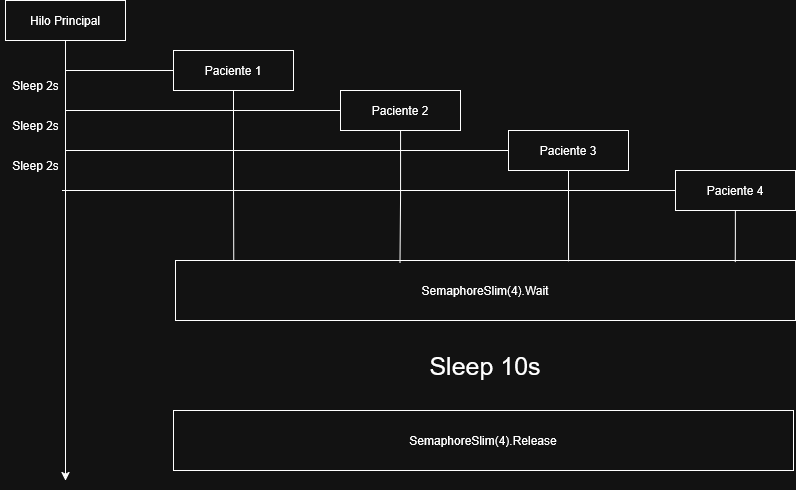 Hilo Principal
Paciente 1
Sleep 2s
Paciente 2
Sleep 2s
Paciente 3
Sleep 2s
Paciente 4
SemaphoreSlim(4).Wait
Sleep 10s
SemaphoreSlim(4).Release